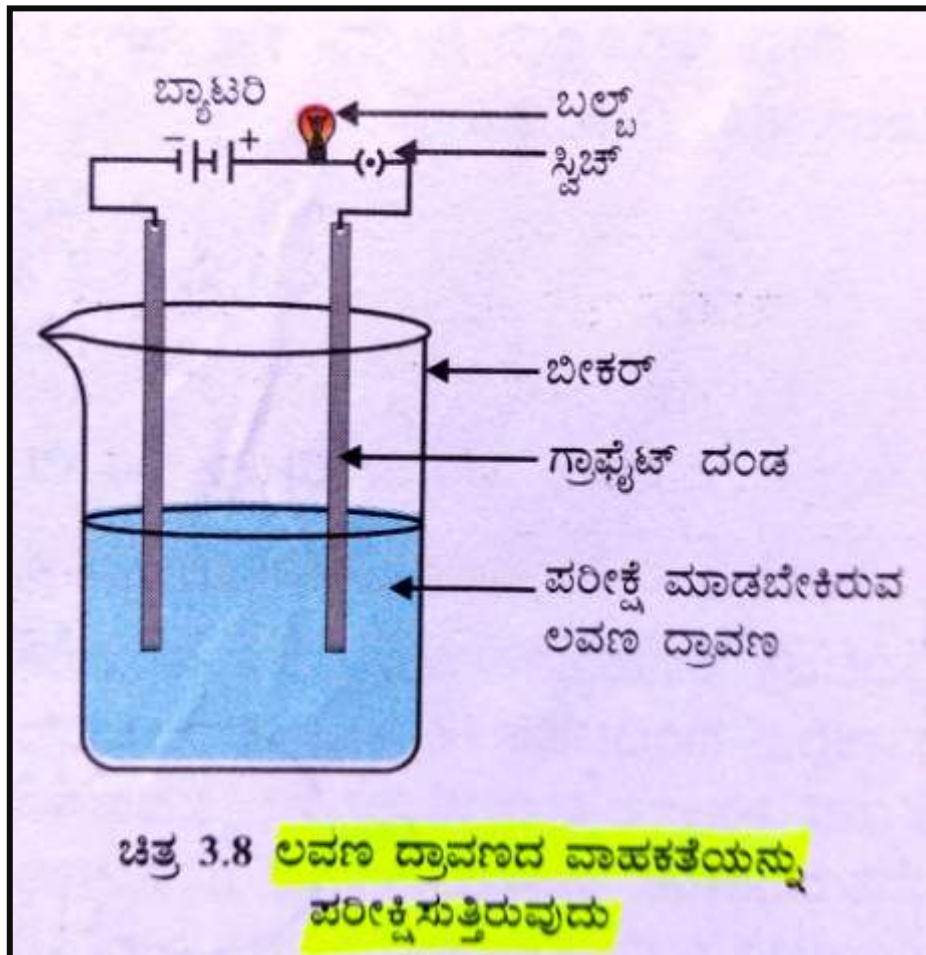 ಬ್ಯಾಟರಿ
− +
ಬಲ್ಬ್
ಸ್ವಿಚ್
ಬೀಕರ್
ಗ್ರಾಫೈಟ್ ದಂಡ
ಪರೀಕ್ಷೆ ಮಾಡಬೇಕಿರುವ
ಲವಣ ದ್ರಾವಣ
ಚಿತ್ರ 3.8 ಲವಣ ದ್ರಾವಣದ ವಾಹಕತೆಯನ್ನು
ಪರೀಕ್ಷಿಸುತ್ತಿರುವುದು